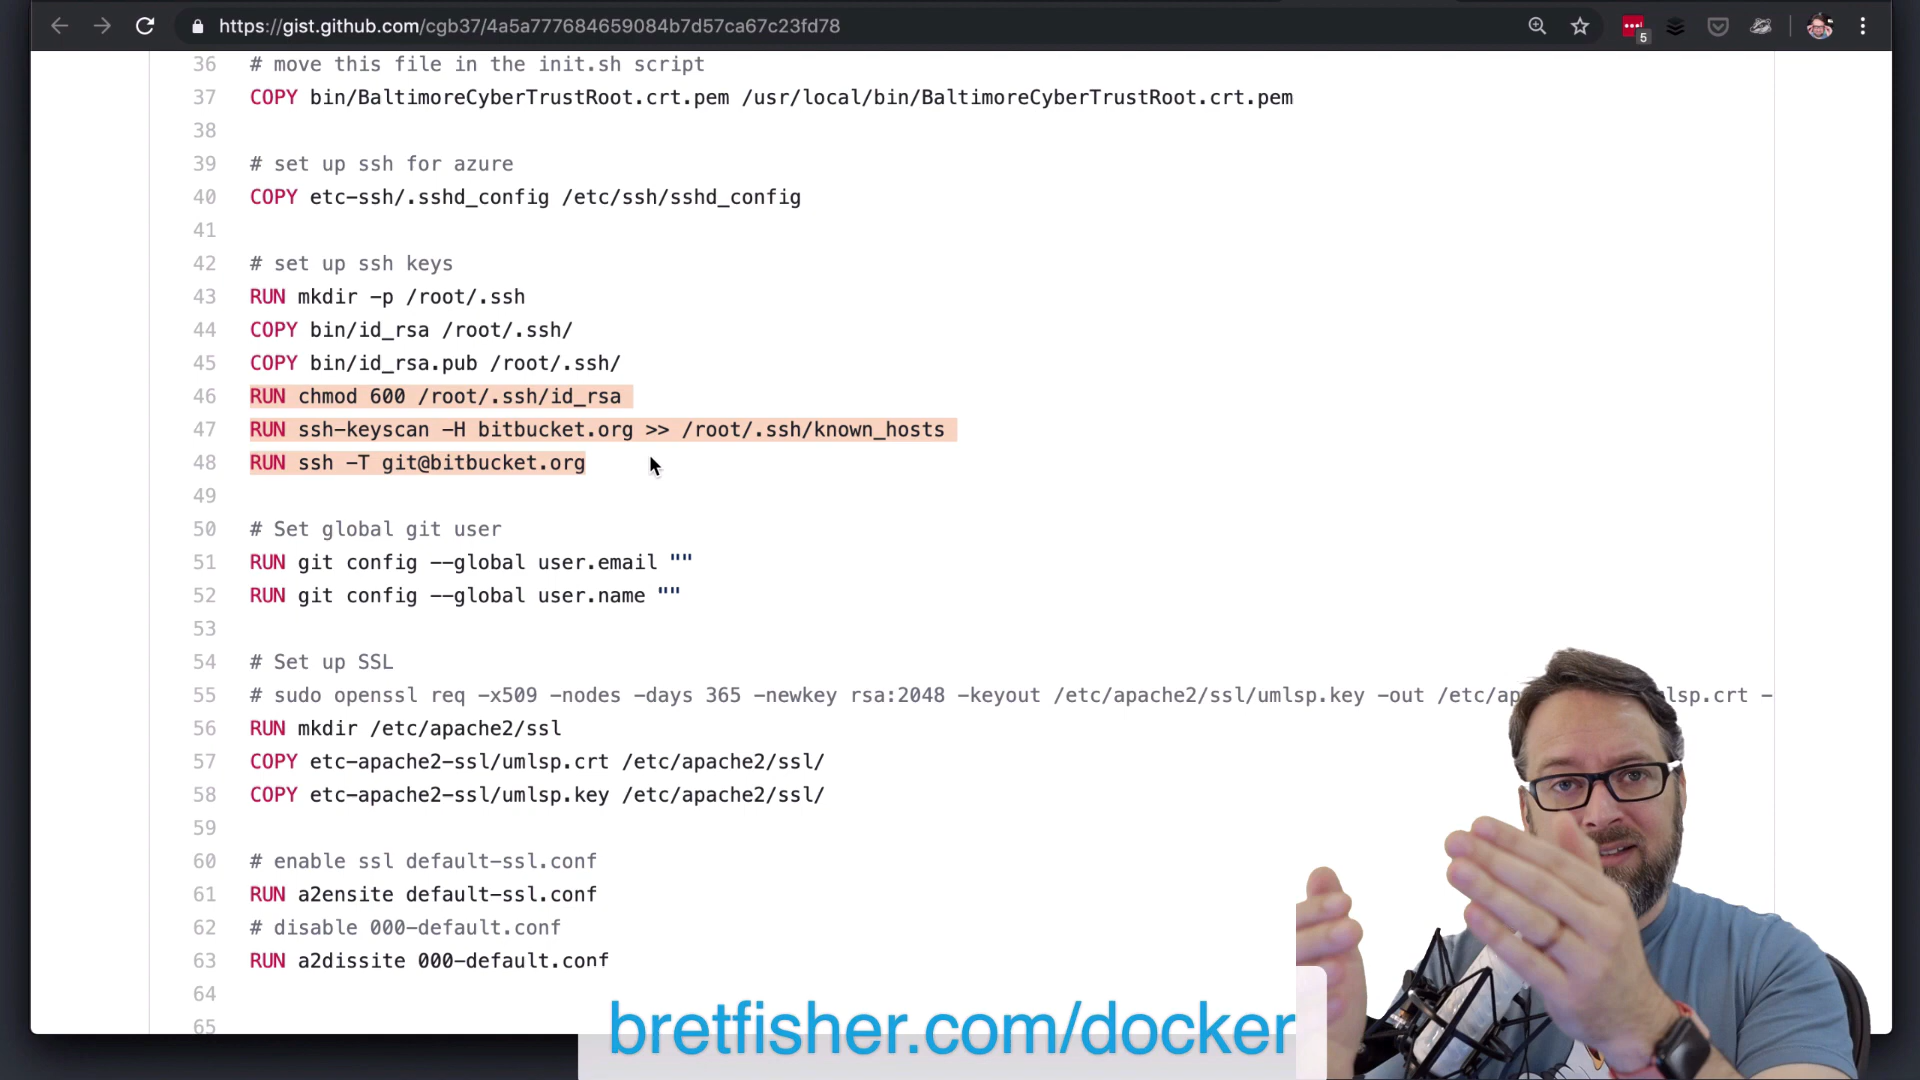 https://gist.github.com/cgb37/4a5a777684659084b7d57ca67c23fd78
5
36 # move this file in the init.sh script
37 COPY bin/BaltimoreCyberTrustRoot.crt.pem /usr/local/bin/BaltimoreCyberTrustRoot.crt.pem
38
39 # set up ssh for azure
40 COPY etc-ssh/.sshd_config /etc/ssh/sshd_config
41
42 # set up ssh keys
43 RUN mkdir -p /root/.ssh
44 COPY bin/id_rsa /root/.ssh/
45 COPY bin/id_rsa.pub /root/.ssh/
46 RUN chmod 600 /root/.ssh/id_rsa
47 RUN ssh-keyscan -H bitbucket.org >> /root/.ssh/known_hosts
48 RUN ssh -T git@bitbucket.org
49
50 # Set global git user
51 RUN git config --global user.email ""
52 RUN git config --global user.name ""
53
54 # Set up SSL
55 # sudo openssl req -x509 -nodes -days 365 -newkey rsa:2048 -keyout /etc/apache2/ssl/umlsp.key -out /etc/ap lsp.crt -
56 RUN mkdir /etc/apache2/ssl
57 COPY etc-apache2-ssl/umlsp.crt /etc/apache2/ssl/
58 COPY etc-apache2-ssl/umlsp.key /etc/apache2/ssl/
59
60 # enable ssl default-ssl.conf
61 RUN a2ensite default-ssl.conf
62 # disable 000-default.conf
63 RUN a2dissite 000-default.conf
64
65
bretfisher.com/docker